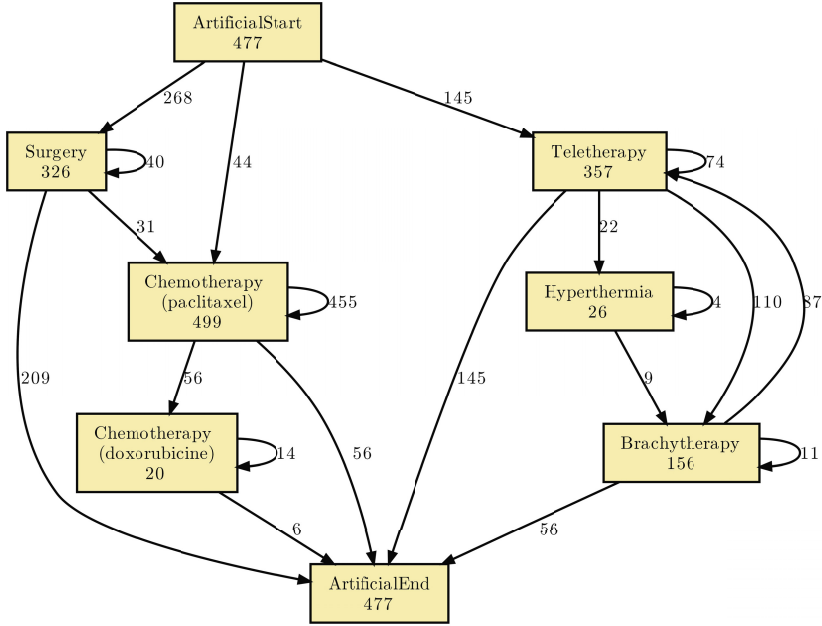 ArtificialStart
477
268
145
Surgery
326
40
44
Teletherapy
357
74
31
22
Chemotherapy
(paclitaxel)
499
455
Hyperthermia
26
4
110
87
209
56
145
9
Chemotherapy
(doxorubicine)
20
14
56
Brachytherapy
156
11
6
56
ArtificialEnd
477